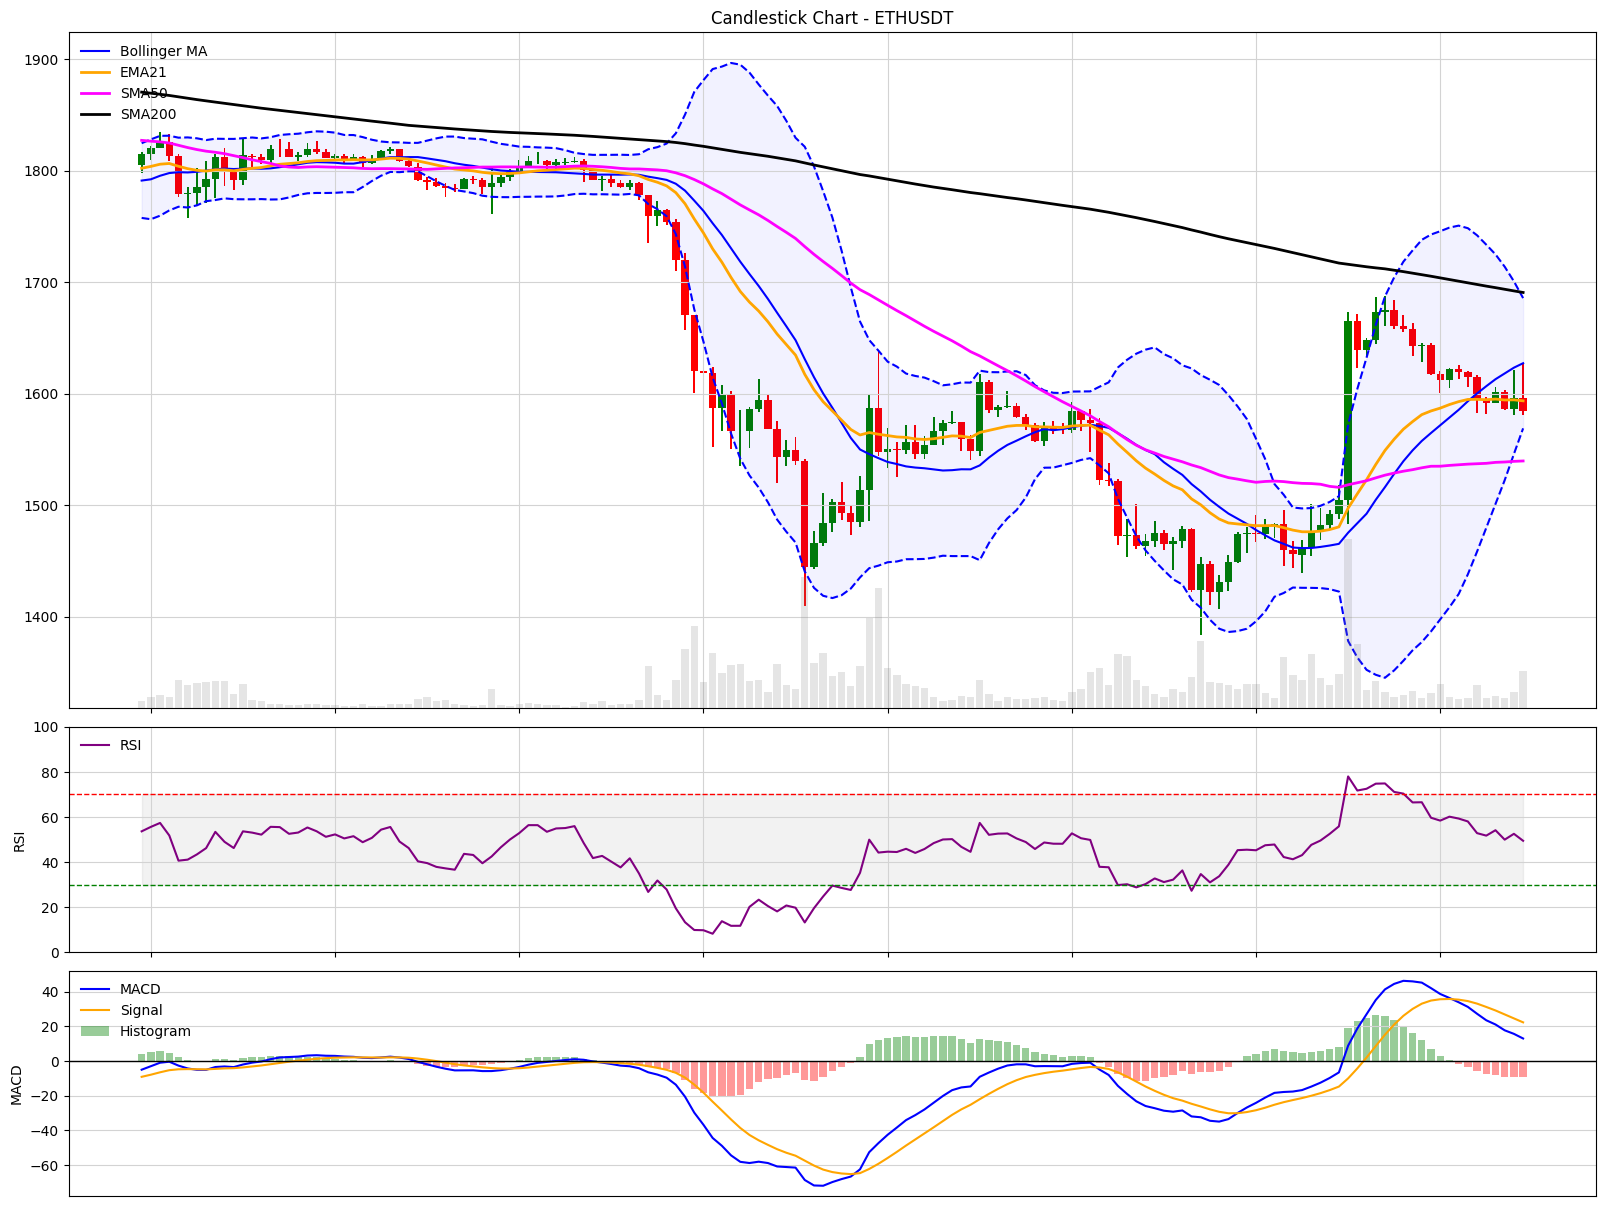 Candlestick Chart - ETHUSDT
Bollinger MA
EMA21
SMA50
SMA200
1900
1800
1700
1600
1500
1400
RSI
100
80
60
40
20
0
RSI
MACD
Signal
Histogram
40
20
0
−20
−40
−60
MACD